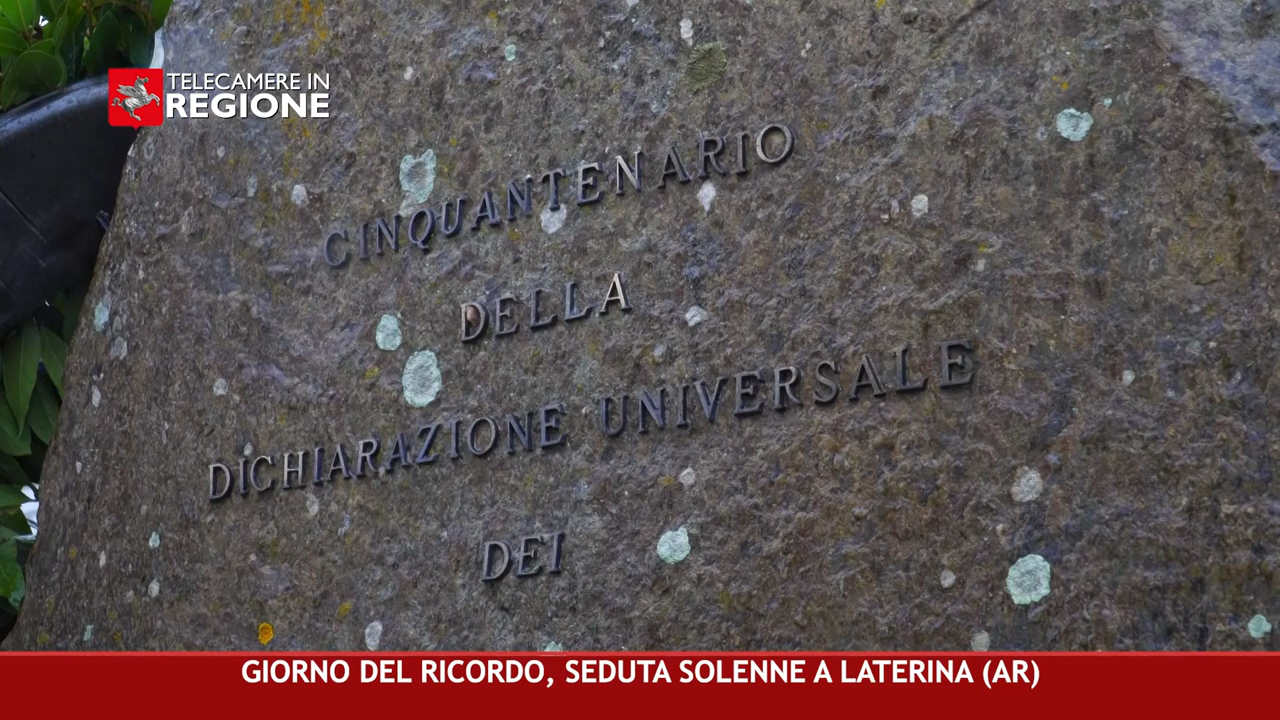 TELECAMERE IN
REGIONE
CINQUANTENARIO
DELLA
DICHIARAZIONE UNIVERSALE
DEI
GIORNO DEL RICORDO, SEDUTA SOLENNE A LATERINA (AR)